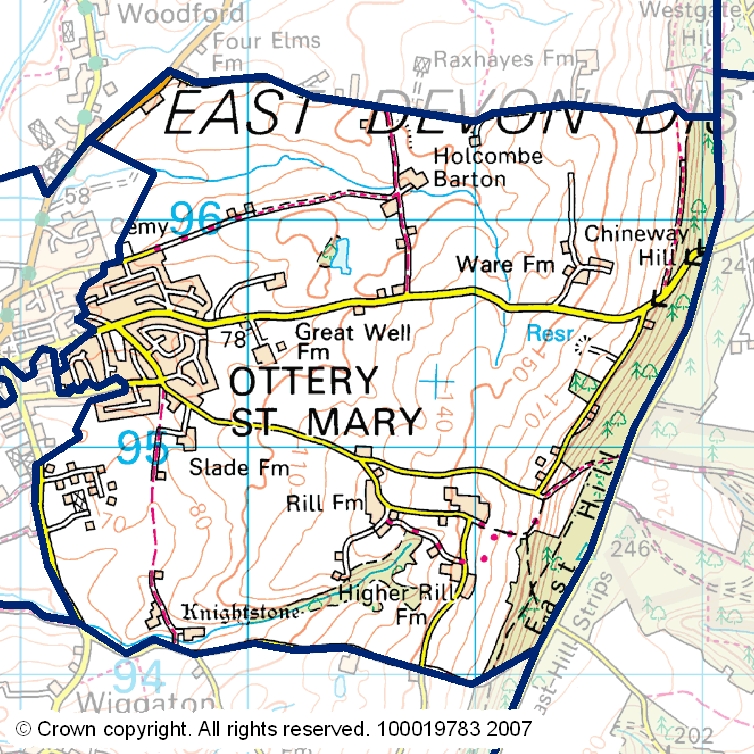 Woodford
Westgate
Hill
Four Elms
Fm
Raxhayes Fm
EAST DEVON DIS
Holcombe
Barton
58
Cemy
96
Chineway
Hill
Ware Fm
24
78
Great Well
Fm
Resr
150
170
OTTERY
ST MARY
140
95
Slade Fm
110
Rill Fm
70
80
240
246
East Hill
Higher Rill
Fm
Knightstone
East-Hill Strips
94
Wiggaton
202
© Crown copyright. All rights reserved. 100019783 2007